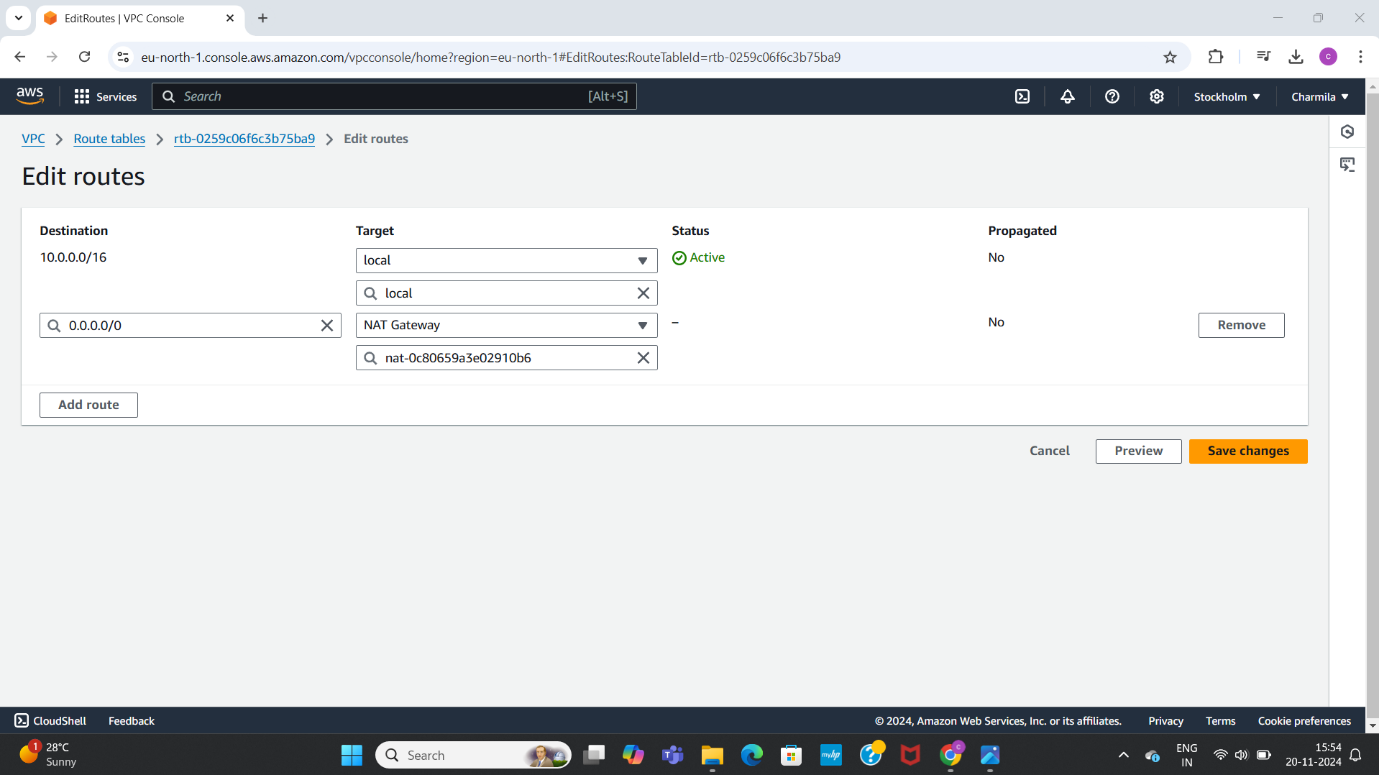 EditRoutes | VPC Console
eu-north-1.console.aws.amazon.com/vpcconsole/home?region=eu-north-1#EditRoutes:RouteTableId=rtb-0259c06f6c3b75ba9
C
aws
Services
Search
[Alt+S]
Stockholm
Charmila
VPC
Route tables
rtb-0259c06f6c3b75ba9
Edit routes
Edit routes
Destination Target Status Propagated
10.0.0.0/16 local Active No
local
0.0.0.0/0 NAT Gateway – No Remove
nat-0c80659a3e02910b6
Add route
Cancel Preview Save changes
CloudShell Feedback © 2024, Amazon Web Services, Inc. or its affiliates. Privacy Terms Cookie preferences
1
28°C
Sunny
Search
myhp
ENG
IN
15:54
20-11-2024